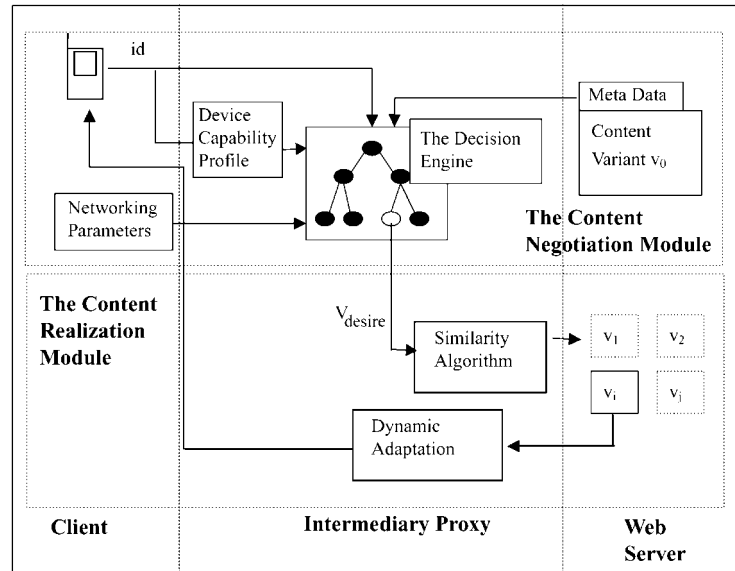 id
Device
Capability
Profile
The Decision
Engine
Meta Data
Content
Variant v0
Networking
Parameters
The Content
Negotiation Module
The Content
Realization
Module
Vdesire
Similarity
Algorithm
v1
v2
vi
vj
Dynamic
Adaptation
Client
Intermediary Proxy
Web
Server